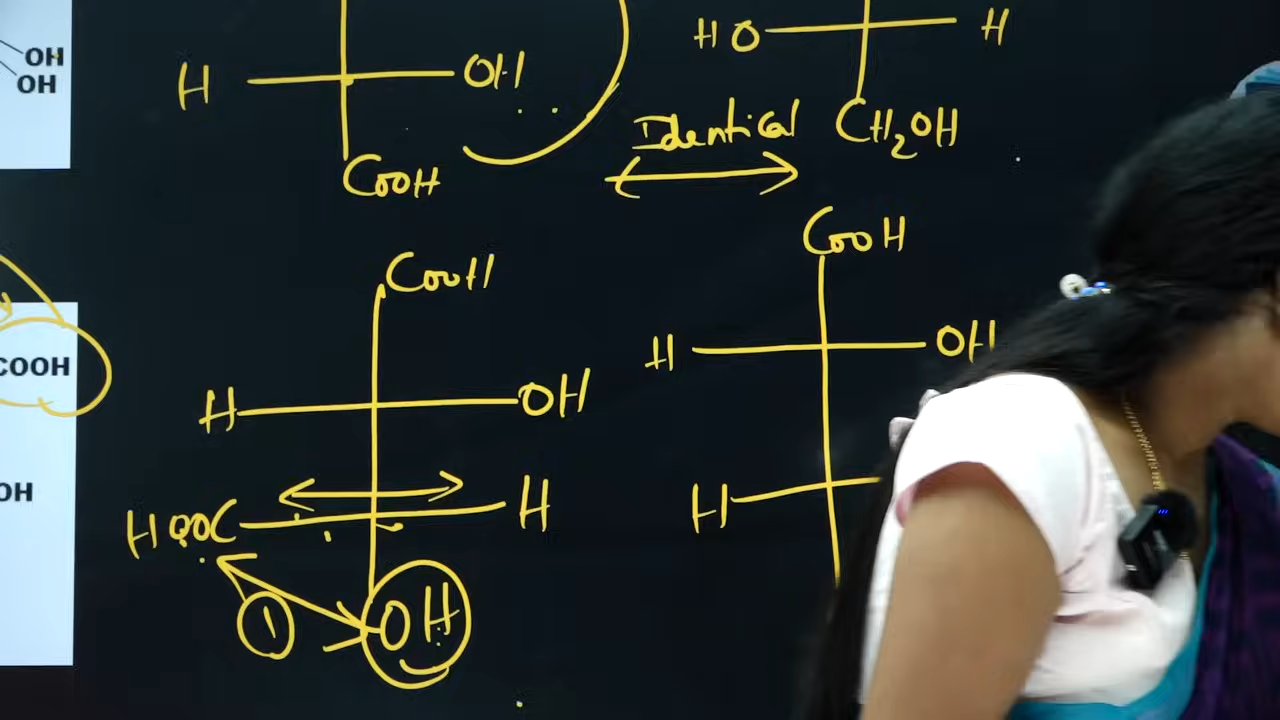 OH
OH
H OH
COOH
HO H
CH₂OH
Identical
COOH
H OH
HOOC H
1 OH
COOH
H OH
H
COOH
OH